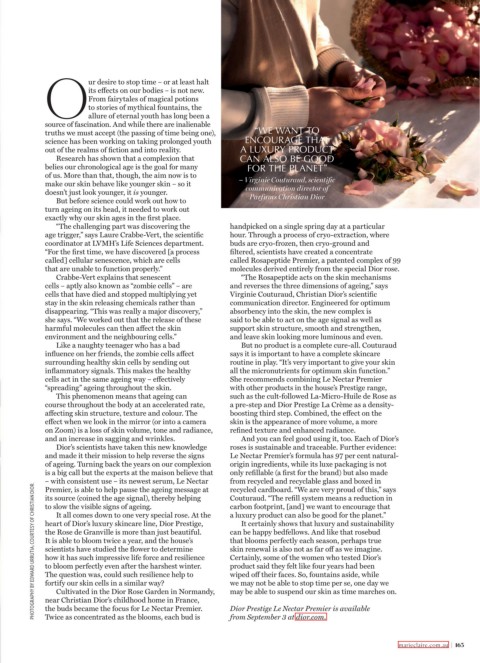 Our desire to stop time – or at least halt
its effects on our bodies – is not new.
From fairytales of magical potions
to stories of mythical fountains, the
allure of eternal youth has long been a
source of fascination. And while there are inalienable
truths we must accept (the passing of time being one),
science has been working on taking prolonged youth
out of the realms of fiction and into reality.
Research has shown that a complexion that
belies our chronological age is the goal for many
of us. More than that, though, the aim now is to
make our skin behave like younger skin – so it
doesn't just look younger, it is younger.
But before science could work out how to
turn ageing on its head, it needed to work out
exactly why our skin ages in the first place.
"The challenging part was discovering the
age trigger," says Laure Crabbe-Vert, the scientific
coordinator at LVMH's Life Sciences department.
"For the first time, we have discovered [a process
called] cellular senescence, which are cells
that are unable to function properly."
Crabbe-Vert explains that senescent
cells – aptly also known as "zombie cells" – are
cells that have died and stopped multiplying yet
stay in the skin releasing chemicals rather than
disappearing. "This was really a major discovery,"
she says. "We worked out that the release of these
harmful molecules can then affect the skin
environment and the neighbouring cells."
Like a naughty teenager who has a bad
influence on her friends, the zombie cells affect
surrounding healthy skin cells by sending out
inflammatory signals. This makes the healthy
cells act in the same ageing way – effectively
"spreading" ageing throughout the skin.
This phenomenon means that ageing can
course throughout the body at an accelerated rate,
affecting skin structure, texture and colour. The
effect when we look in the mirror (or into a camera
on Zoom) is a loss of skin volume, tone and radiance,
and an increase in sagging and wrinkles.
Dior's scientists have taken this new knowledge
and made it their mission to help reverse the signs
of ageing. Turning back the years on our complexion
is a big call but the experts at the maison believe that
– with consistent use – its newest serum, Le Nectar
Premier, is able to help pause the ageing message at
its source (coined the age signal), thereby helping
to slow the visible signs of ageing.
It all comes down to one very special rose. At the
heart of Dior's luxury skincare line, Dior Prestige,
the Rose de Granville is more than just beautiful.
It is able to bloom twice a year, and the house's
scientists have studied the flower to determine
how it has such impressive life force and resilience
to bloom perfectly even after the harshest winter.
The question was, could such resilience help to
fortify our skin cells in a similar way?
Cultivated in the Dior Rose Garden in Normandy,
near Christian Dior's childhood home in France,
the buds became the focus for Le Nectar Premier.
Twice as concentrated as the blooms, each bud is
"WE WANT TO
ENCOURAGE THAT
A LUXURY PRODUCT
CAN ALSO BE GOOD
FOR THE PLANET"
– Virginie Couturaud, scientific
communication director of
Parfums Christian Dior
handpicked on a single spring day at a particular
hour. Through a process of cryo-extraction, where
buds are cryo-frozen, then cryo-ground and
filtered, scientists have created a concentrate
called Rosapeptide Premier, a patented complex of 99
molecules derived entirely from the special Dior rose.
"The Rosapeptide acts on the skin mechanisms
and reverses the three dimensions of ageing," says
Virginie Couturaud, Christian Dior's scientific
communication director. Engineered for optimum
absorbency into the skin, the new complex is
said to be able to act on the age signal as well as
support skin structure, smooth and strengthen,
and leave skin looking more luminous and even.
But no product is a complete cure-all. Couturaud
says it is important to have a complete skincare
routine in play. "It's very important to give your skin
all the micronutrients for optimum skin function."
She recommends combining Le Nectar Premier
with other products in the house's Prestige range,
such as the cult-followed La-Micro-Huile de Rose as
a pre-step and Dior Prestige La Crème as a density-
boosting third step. Combined, the effect on the
skin is the appearance of more volume, a more
refined texture and enhanced radiance.
And you can feel good using it, too. Each of Dior's
roses is sustainable and traceable. Further evidence:
Le Nectar Premier's formula has 97 per cent natural-
origin ingredients, while its luxe packaging is not
only refillable (a first for the brand) but also made
from recycled and recyclable glass and boxed in
recycled cardboard. "We are very proud of this," says
Couturaud. "The refill system means a reduction in
carbon footprint, [and] we want to encourage that
a luxury product can also be good for the planet."
It certainly shows that luxury and sustainability
can be happy bedfellows. And like that rosebud
that blooms perfectly each season, perhaps true
skin renewal is also not as far off as we imagine.
Certainly, some of the women who tested Dior's
product said they felt like four years had been
wiped off their faces. So, fountains aside, while
we may not be able to stop time per se, one day we
may be able to suspend our skin as time marches on.
Dior Prestige Le Nectar Premier is available
from September 3 at dior.com.
PHOTOGRAPHY BY EDWARD URRUTIA; COURTESY OF CHRISTIAN DIOR.
marieclaire.com.au | 165